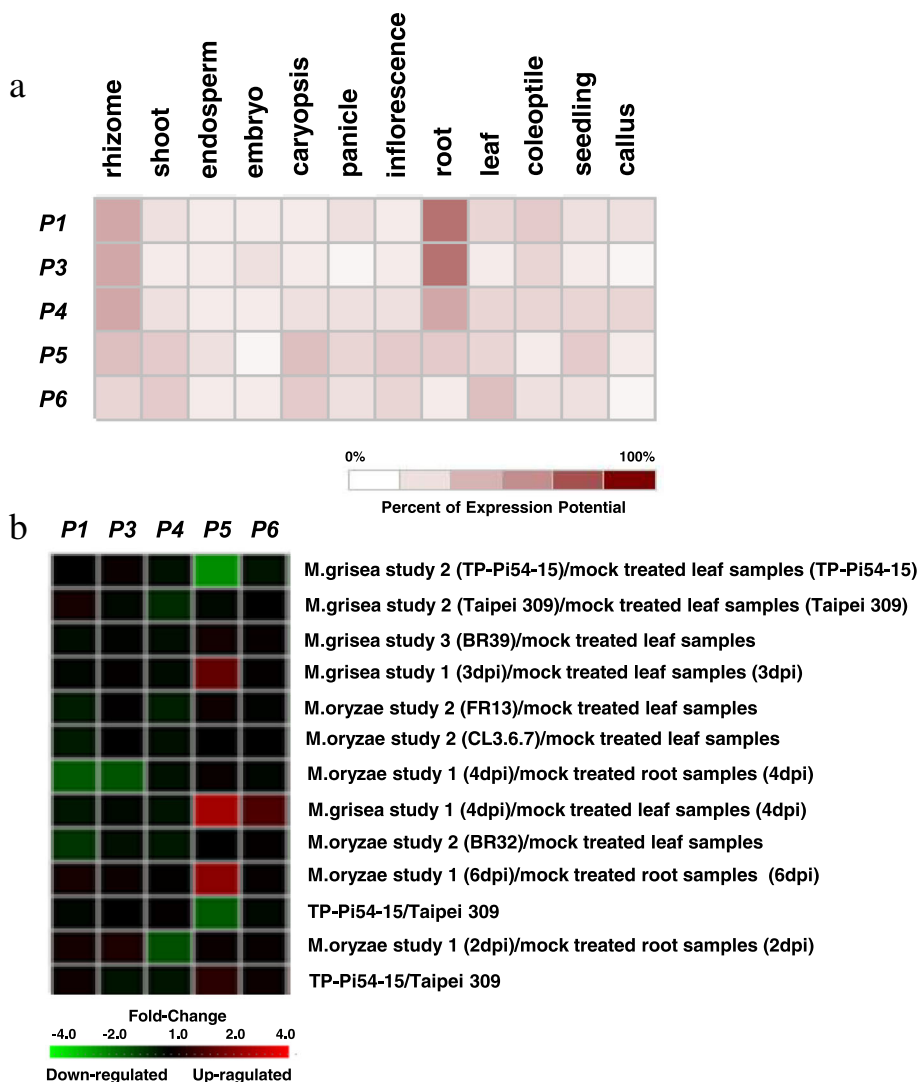 a
rhizome shoot endosperm embryo caryopsis panicle inflorescence root leaf coleoptile seedling callus
P1
P3
P4
P5
P6
0% 100%
Percent of Expression Potential
b
P1 P3 P4 P5 P6
M.grisea study 2 (TP-Pi54-15)/mock treated leaf samples (TP-Pi54-15)
M.grisea study 2 (Taipei 309)/mock treated leaf samples (Taipei 309)
M.grisea study 3 (BR39)/mock treated leaf samples
M.grisea study 1 (3dpi)/mock treated leaf samples (3dpi)
M.oryzae study 2 (FR13)/mock treated leaf samples
M.oryzae study 2 (CL3.6.7)/mock treated leaf samples
M.oryzae study 1 (4dpi)/mock treated root samples (4dpi)
M.grisea study 1 (4dpi)/mock treated leaf samples (4dpi)
M.oryzae study 2 (BR32)/mock treated leaf samples
M.oryzae study 1 (6dpi)/mock treated root samples (6dpi)
TP-Pi54-15/Taipei 309
M.oryzae study 1 (2dpi)/mock treated root samples (2dpi)
TP-Pi54-15/Taipei 309
Fold-Change
-4.0 -2.0 1.0 2.0 4.0
Down-regulated Up-ragulated